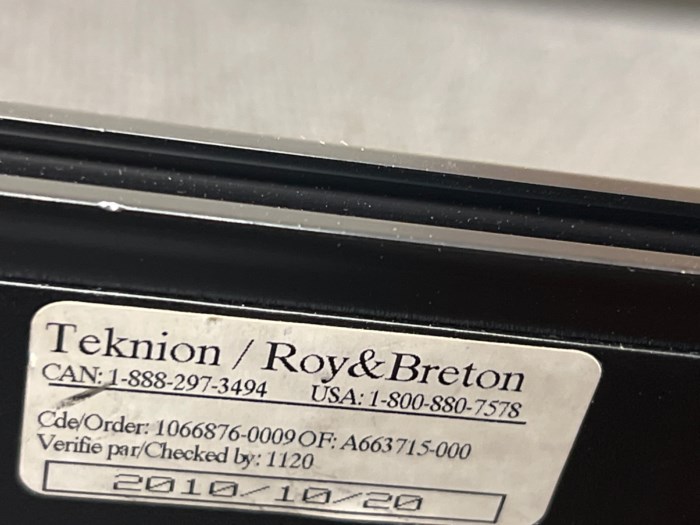 Teknion / Roy&Breton
CAN: 1-888-297-3494 USA: 1-800-880-7578
Cde/Order: 1066876-0009 OF: A663715-000
Verifie par/Checked by: 1120
2010/10/20